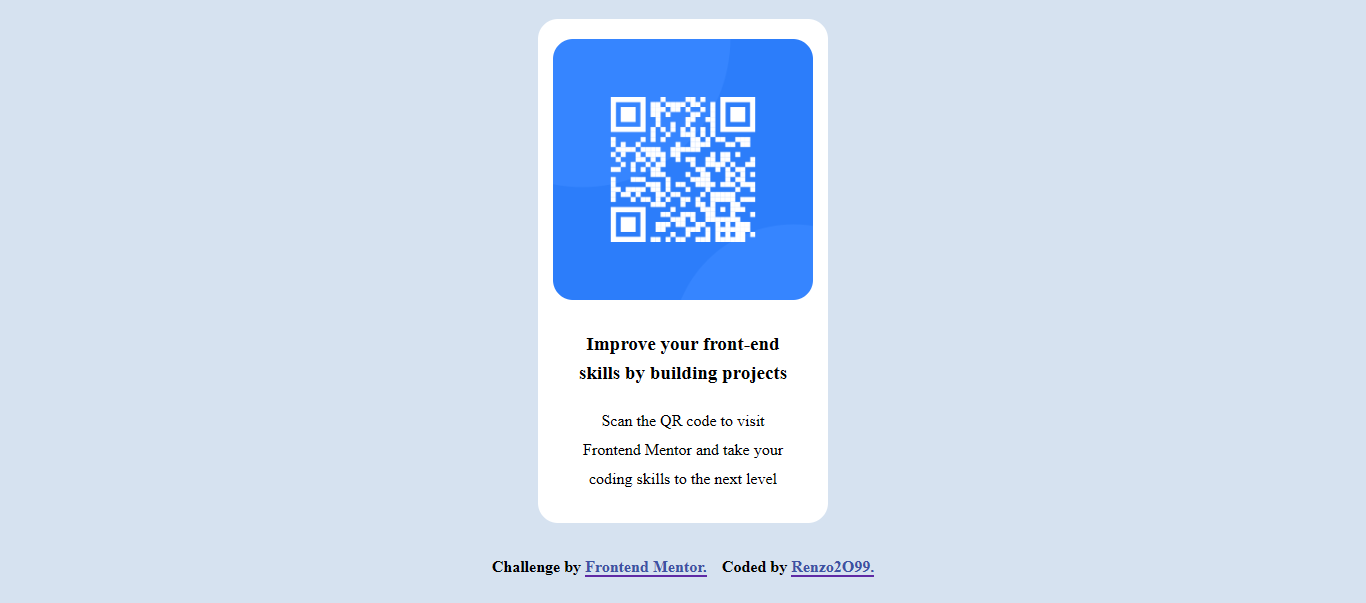 Improve your front-end
skills by building projects
Scan the QR code to visit
Frontend Mentor and take your
coding skills to the next level
Challenge by Frontend Mentor. Coded by Renzo2O99.